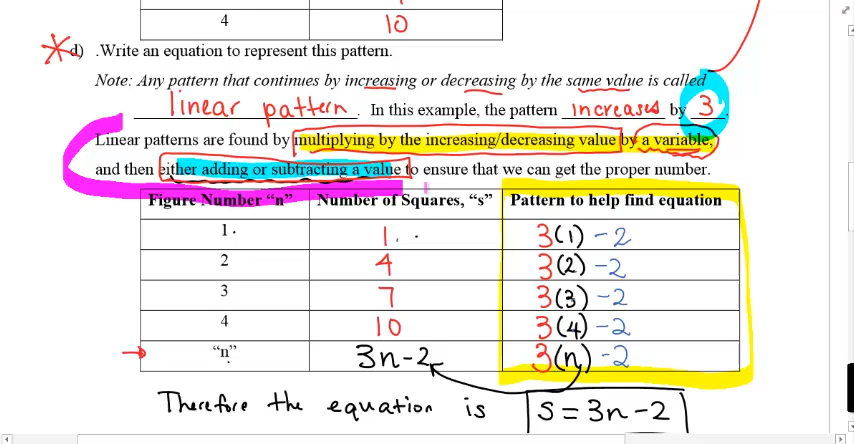 4 10
d) .Write an equation to represent this pattern.
Note: Any pattern that continues by increasing or decreasing by the same value is called
linear pattern. In this example, the pattern increases by 3.
Linear patterns are found by multiplying by the increasing/decreasing value by a variable,
and then either adding or subtracting a value to ensure that we can get the proper number.
Figure Number “n” Number of Squares, “s” Pattern to help find equation
1 1 3(1) -2
2 4 3(2) -2
3 7 3(3) -2
4 10 3(4) -2
“n” 3n-2 3(n) -2
Therefore the equation is S = 3n - 2